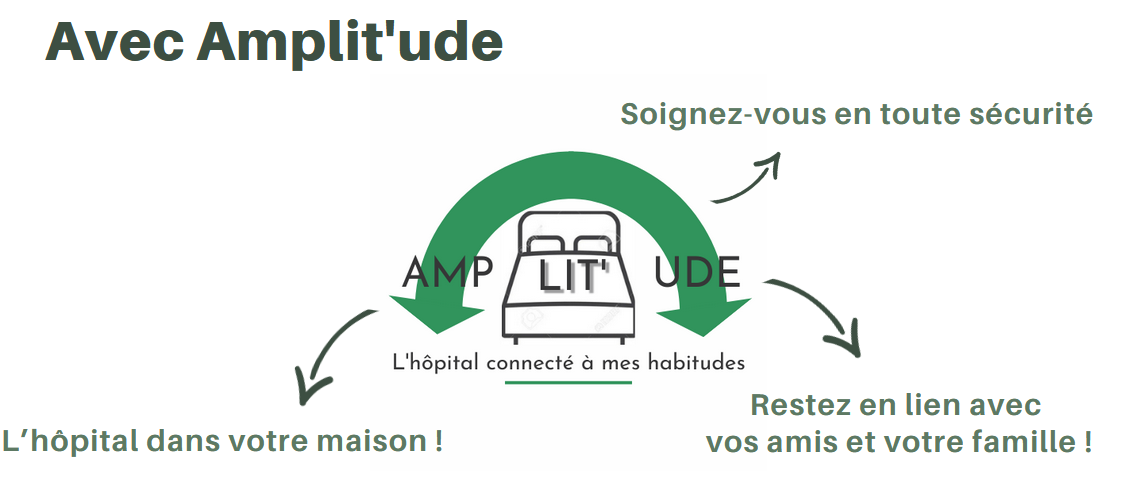 Avec Amplit'ude
Soignez-vous en toute sécurité
AMP LIT' UDE
L'hôpital connecté à mes habitudes
Restez en lien avec
vos amis et votre famille !
L’hôpital dans votre maison !